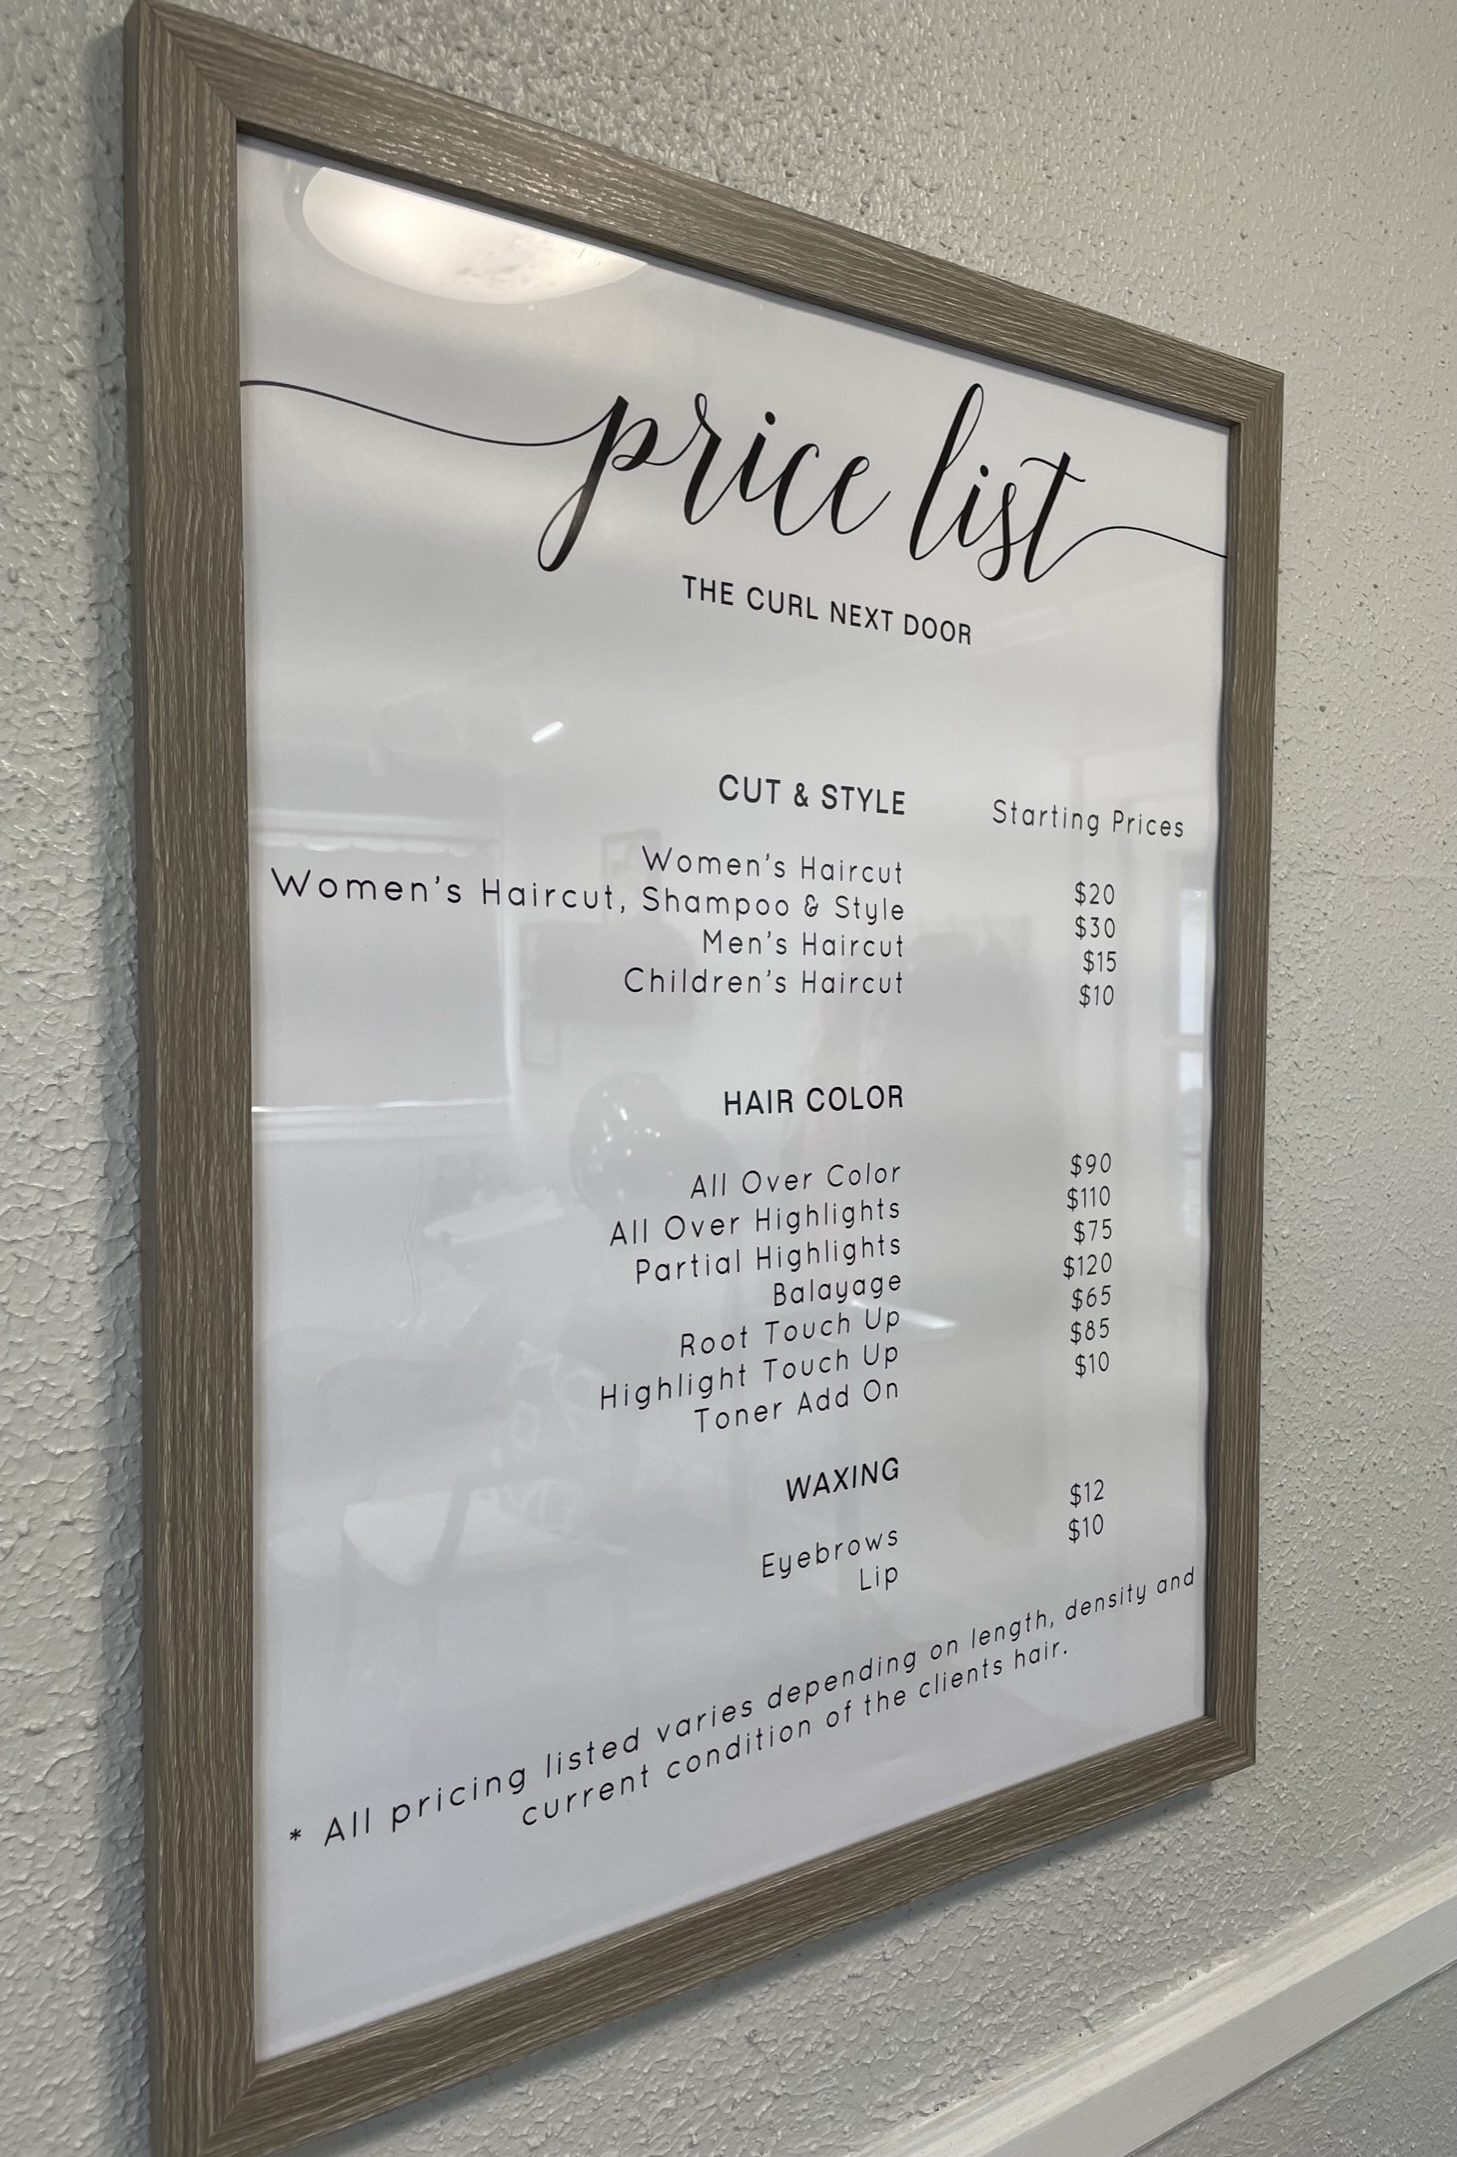 price list
THE CURL NEXT DOOR
CUT & STYLE Starting Prices
Women's Haircut $20
Women's Haircut, Shampoo & Style $30
Men's Haircut $15
Children's Haircut $10
HAIR COLOR
All Over Color $90
All Over Highlights $110
Partial Highlights $75
Balayage $120
Root Touch Up $65
Highlight Touch Up $85
Toner Add On $10
WAXING
Eyebrows $12
Lip $10
* All pricing listed varies depending on length, density and
current condition of the clients hair.